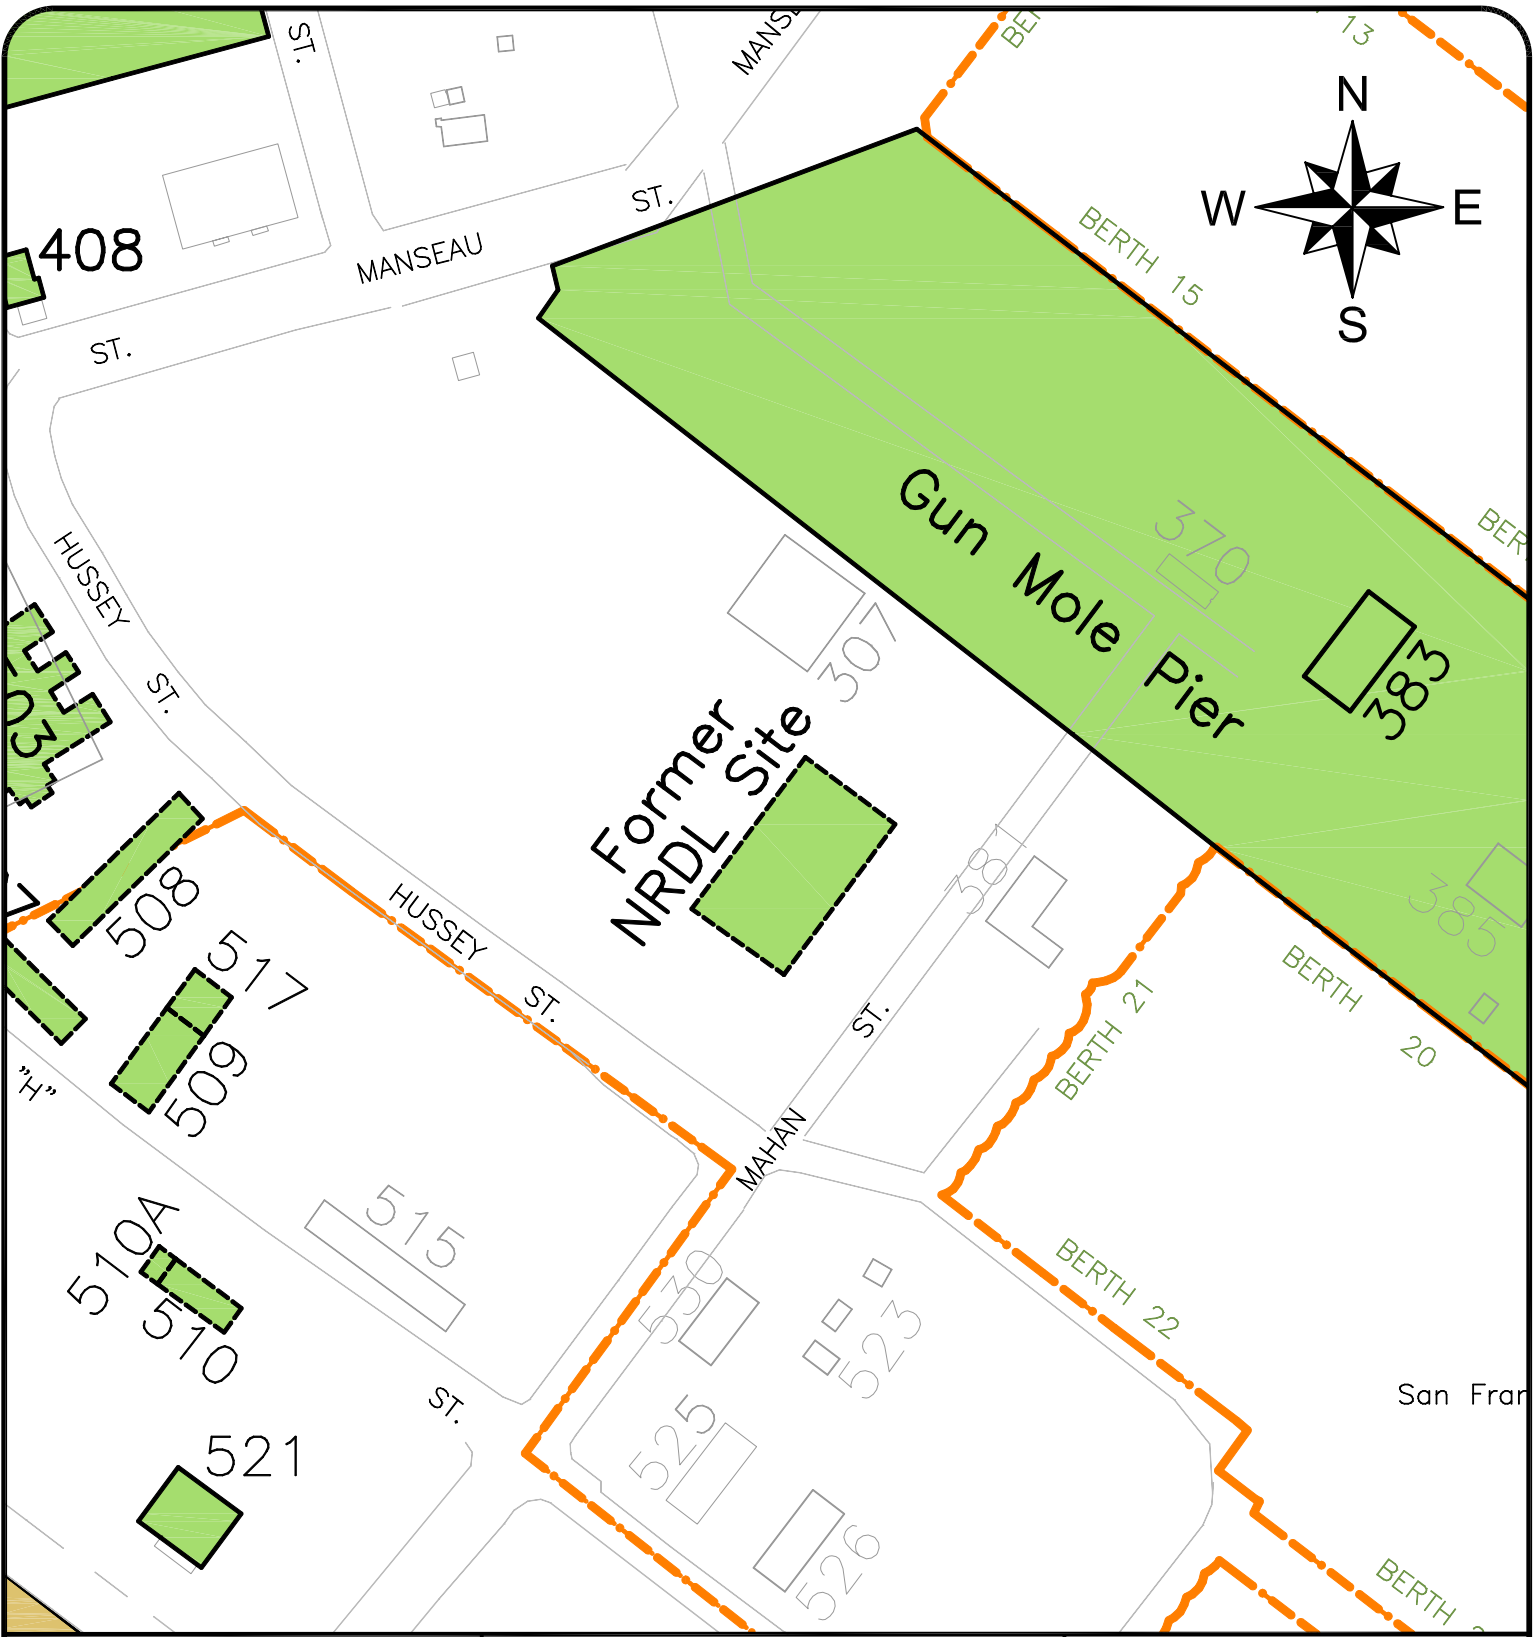 ST.
13
N
W
E
S
408
ST.
MANSEAU
ST.
BERTH 15
Gun Mole Pier
370
383
307
HUSSEY
ST.
Former
NRDL Site
381
385
508
517
509
HUSSEY
ST.
ST.
BERTH 21
BERTH 20
"H"
MAHAN
510A
510
515
530
523
BERTH 22
San Fran
ST.
525
521
526
BERTH